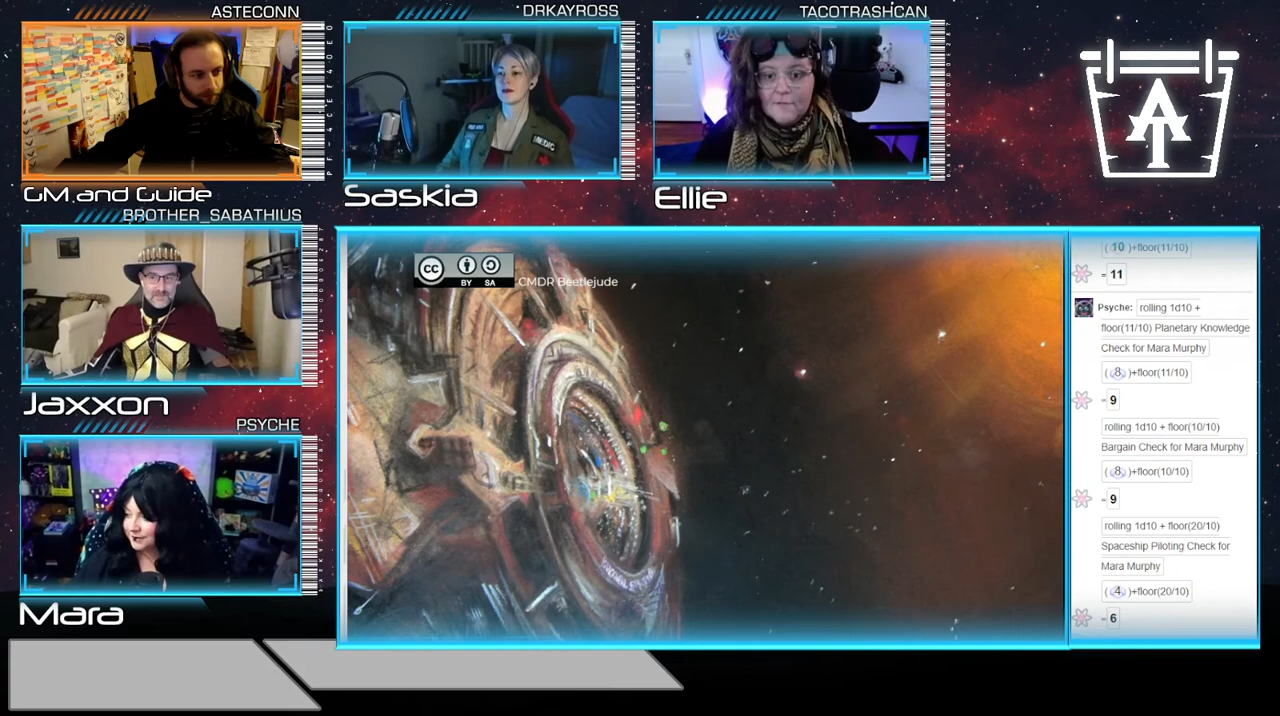 ASTECONN
GM and Guide
DRKAYROSS
Saskia
TACOTRASHCAN
Ellie
AT
BROTHER_SABATHIUS
Jaxxon
PSYCHE
Mara
MEDIC
CC
BY SA
CMDR Beetlejude
( 10 )+floor(11/10)
= 11
Psyche: rolling 1d10 +
floor(11/10) Planetary Knowledge
Check for Mara Murphy
( 8 )+floor(11/10)
= 9
rolling 1d10 + floor(10/10)
Bargain Check for Mara Murphy
( 8 )+floor(10/10)
= 9
rolling 1d10 + floor(20/10)
Spaceship Piloting Check for
Mara Murphy
( 4 )+floor(20/10)
= 6